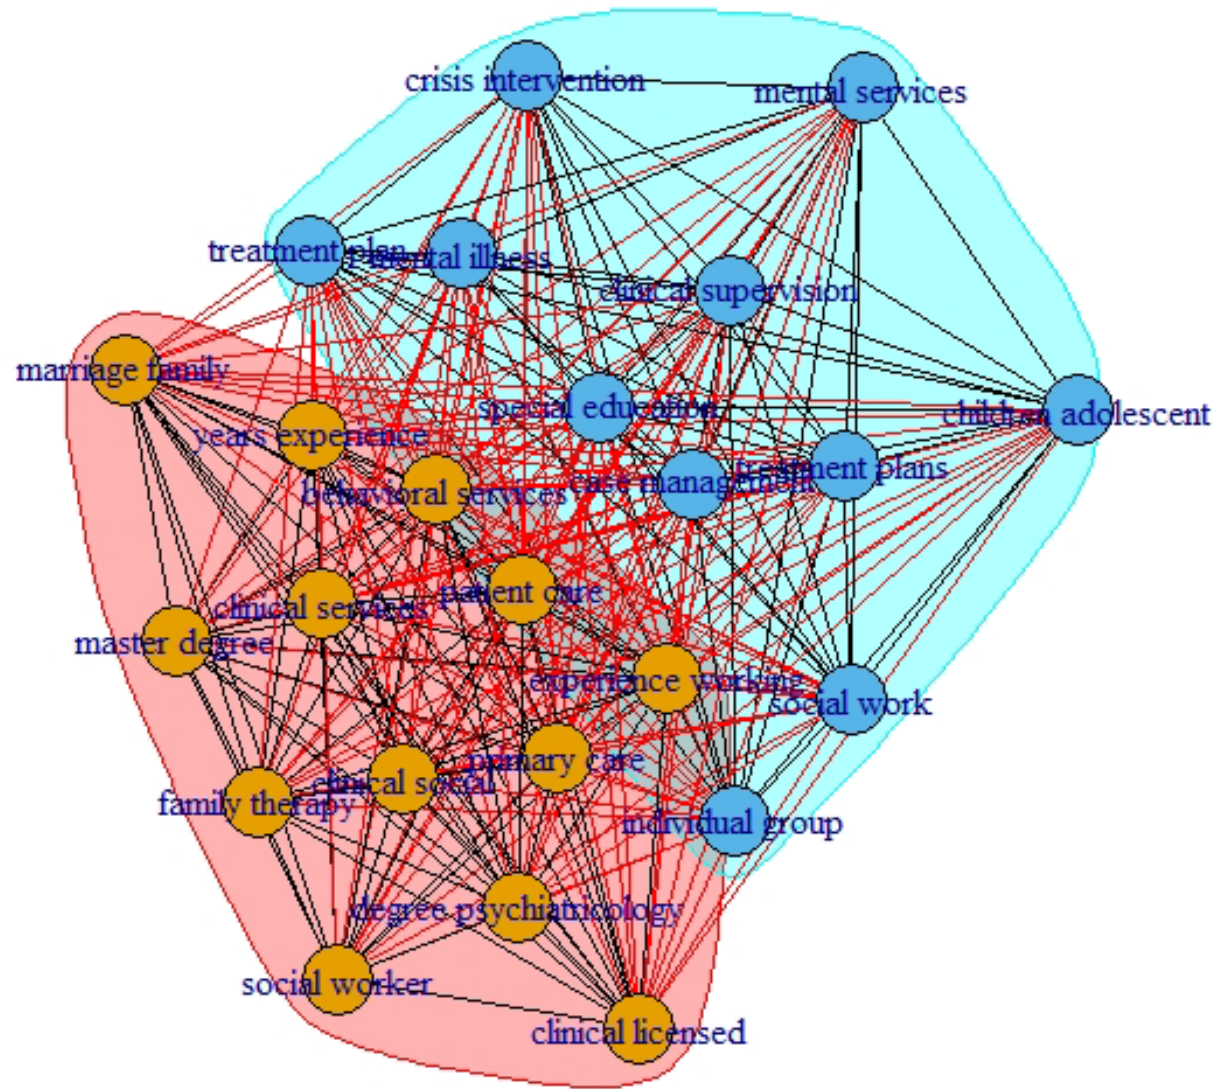 crisis intervention
mental services
treatment plan
mental illness
clinical supervision
marriage family
special education
children adolescent
years experience
treatment plans
case management
behavioral services
patient care
clinical services
master degree
experience working
social work
primary care
clinical social
family therapy
individual group
degree psychiatricology
social worker
clinical licensed